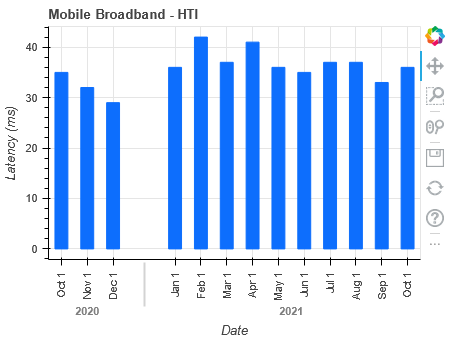 Mobile Broadband - HTI
Latency (ms)
40
30
20
10
0
Oct 1
Nov 1
Dec 1
Jan 1
Feb 1
Mar 1
Apr 1
May 1
Jun 1
Jul 1
Aug 1
Sep 1
Oct 1
2020
2021
Date